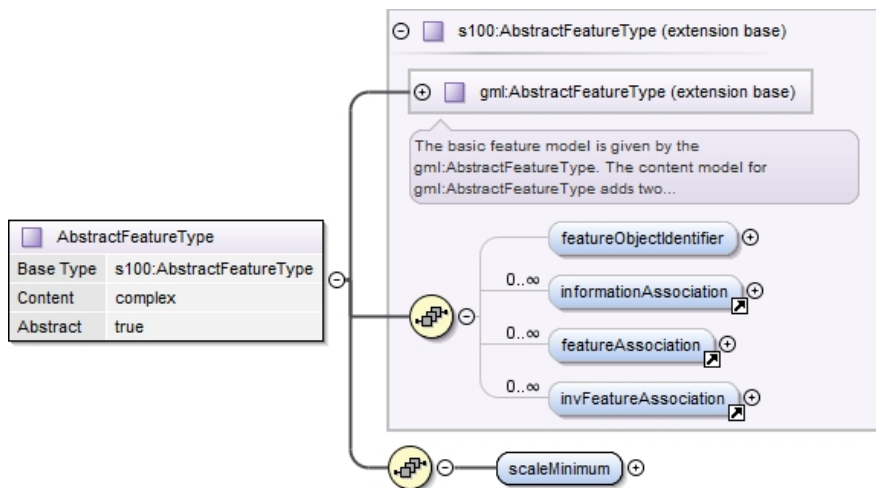 s100:AbstractFeatureType (extension base)
gml:AbstractFeatureType (extension base)
The basic feature model is given by the
gml:AbstractFeatureType. The content model for
gml:AbstractFeatureType adds two...
AbstractFeatureType
Base Type s100:AbstractFeatureType
Content complex
Abstract true
featureObjectIdentifier
0..∞ informationAssociation
0..∞ featureAssociation
0..∞ invFeatureAssociation
scaleMinimum